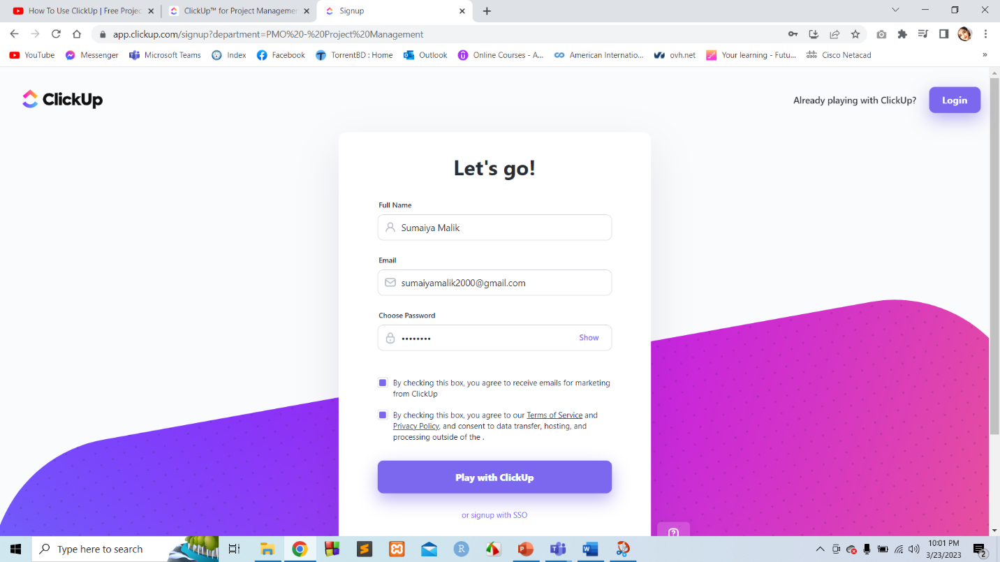 How To Use ClickUp | Free Projec
ClickUp™ for Project Managemen
Signup
app.clickup.com/signup?department=PMO%20-%20Project%20Management
YouTube
Messenger
Microsoft Teams
Index
Facebook
TorrentBD : Home
Outlook
Online Courses - A...
American Internatio...
ovh.net
Your learning - Futu...
Cisco Netacad
»
ClickUp
Already playing with ClickUp?
Login
Let's go!
Full Name
Sumaiya Malik
Email
sumaiyamalik2000@gmail.com
Choose Password
••••••••
Show
By checking this box, you agree to receive emails for marketing
from ClickUp
By checking this box, you agree to our Terms of Service and
Privacy Policy, and consent to data transfer, hosting, and
processing outside of the .
Play with ClickUp
or signup with SSO
Type here to search
10:01 PM
3/23/2023
2